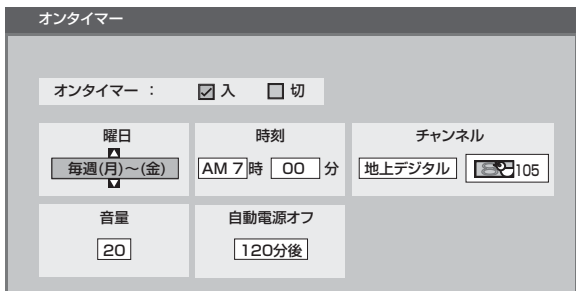 オンタイマー
オンタイマー : 入 切
曜日
毎週(月)〜(金)
時刻
AM 7 時 00 分
チャンネル
地上デジタル 105
音量
20
自動電源オフ
120分後